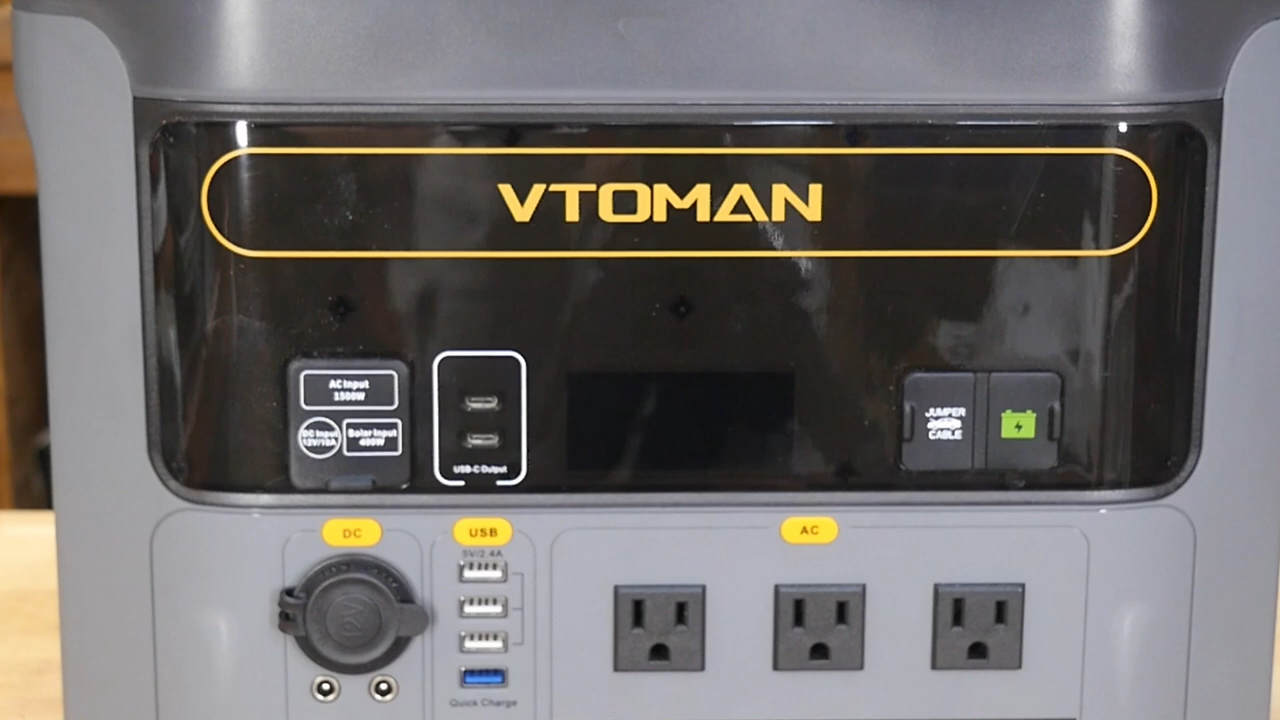 VTOMAN
AC Input
1500W
DC Input
12V/10A
Solar Input
400W
USB-C Output
JUMPER
CABLE
DC
USB
AC
5V/2.4A
12V
Quick Charge